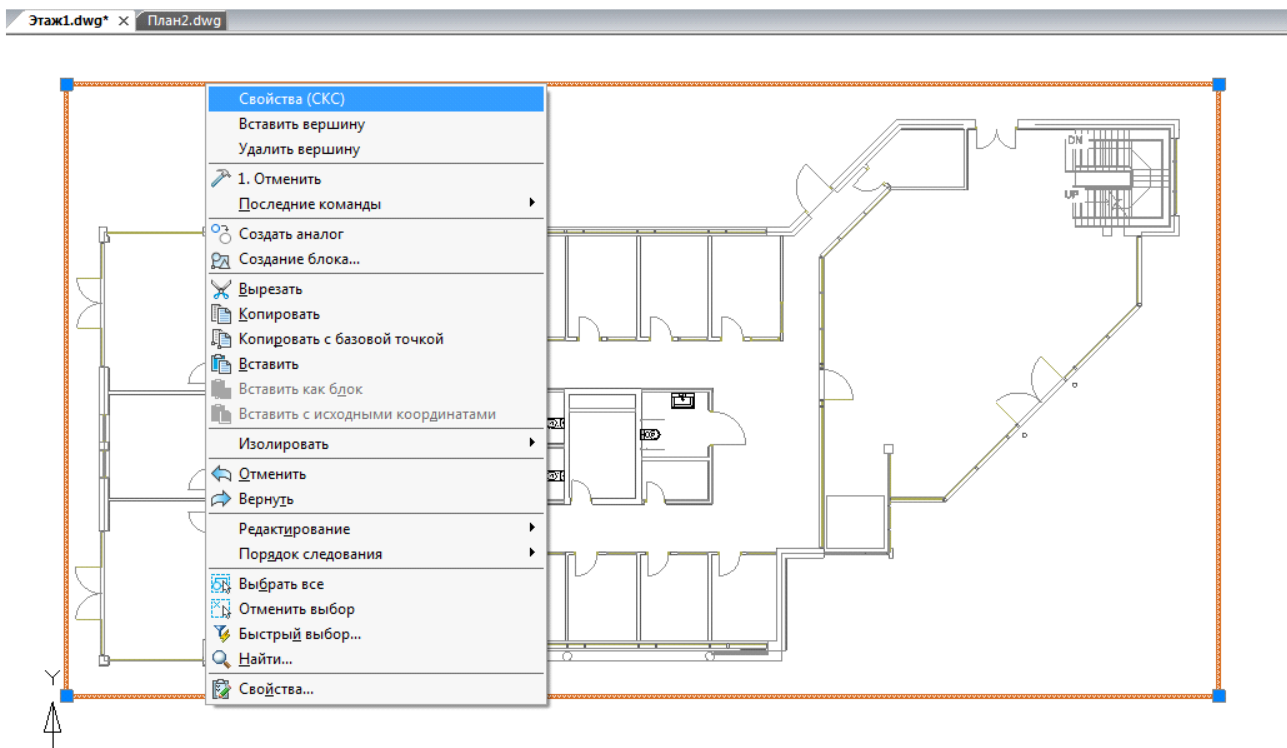 Этаж1.dwg* План2.dwg
Свойства (СКС)
Вставить вершину
Удалить вершину
1. Отменить
Последние команды
Создать аналог
Создание блока...
Вырезать
Копировать
Копировать с базовой точкой
Вставить
Вставить как блок
Вставить с исходными координатами
Изолировать
Отменить
Вернуть
Редактирование
Порядок следования
Выбрать все
Отменить выбор
Быстрый выбор...
Найти...
Свойства...
DN
UP
Y